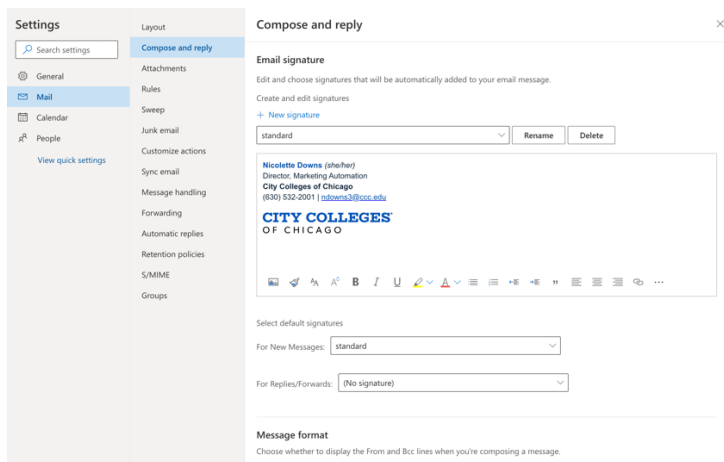 Settings
Search settings
General
Mail
Calendar
People
View quick settings
Layout
Compose and reply
Attachments
Rules
Sweep
Junk email
Customize actions
Sync email
Message handling
Forwarding
Automatic replies
Retention policies
S/MIME
Groups
Compose and reply
Email signature
Edit and choose signatures that will be automatically added to your email message.
Create and edit signatures
+ New signature
standard
Rename
Delete
Nicolette Downs (she/her)
Director, Marketing Automation
City Colleges of Chicago
(630) 532-2001 | ndowns3@ccc.edu
CITY COLLEGES
OF CHICAGO
B I U
Select default signatures
For New Messages: standard
For Replies/Forwards: (No signature)
Message format
Choose whether to display the From and Bcc lines when you're composing a message.